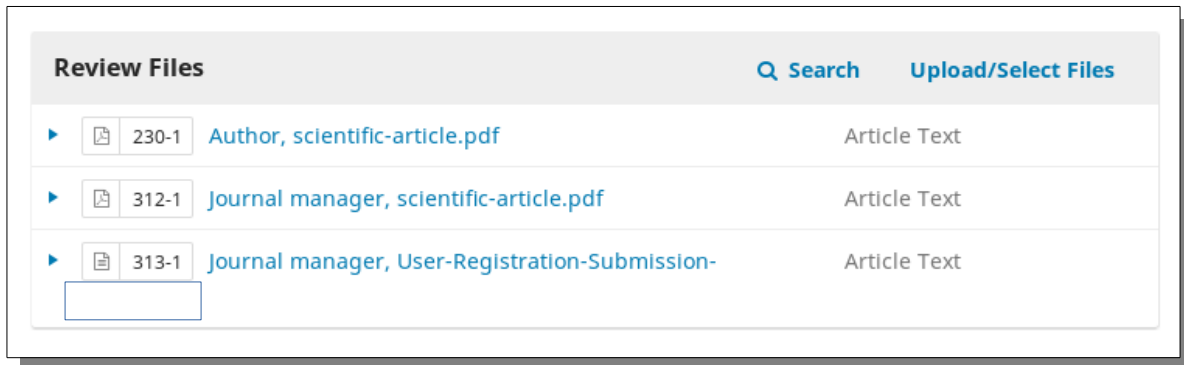 Review Files Search Upload/Select Files
230-1 Author, scientific-article.pdf Article Text
312-1 Journal manager, scientific-article.pdf Article Text
313-1 Journal manager, User-Registration-Submission- Article Text